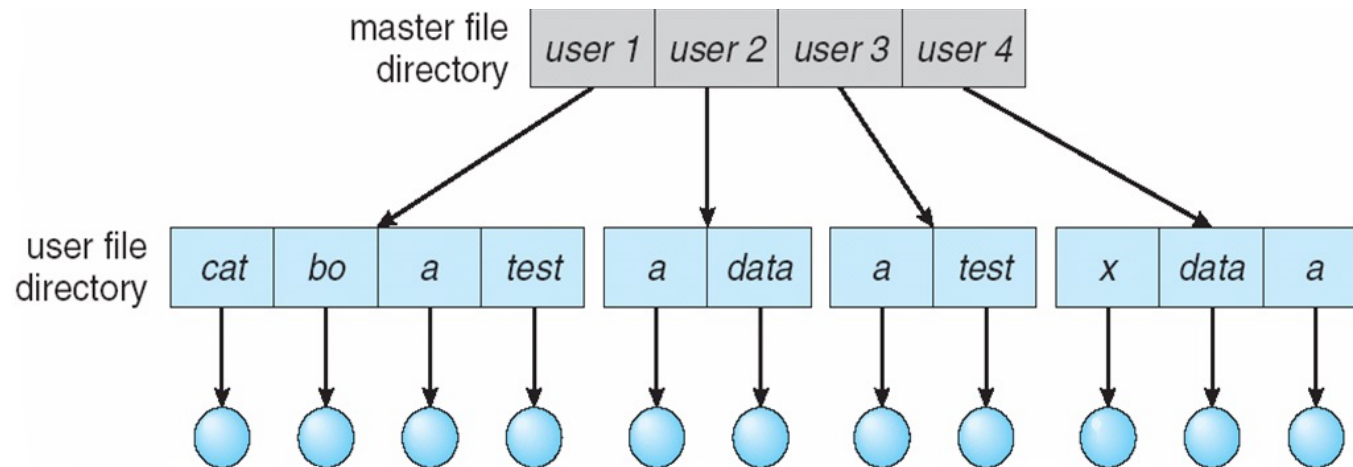 master file
directory
user 1 user 2 user 3 user 4
user file
directory
cat bo a test a data a test x data a